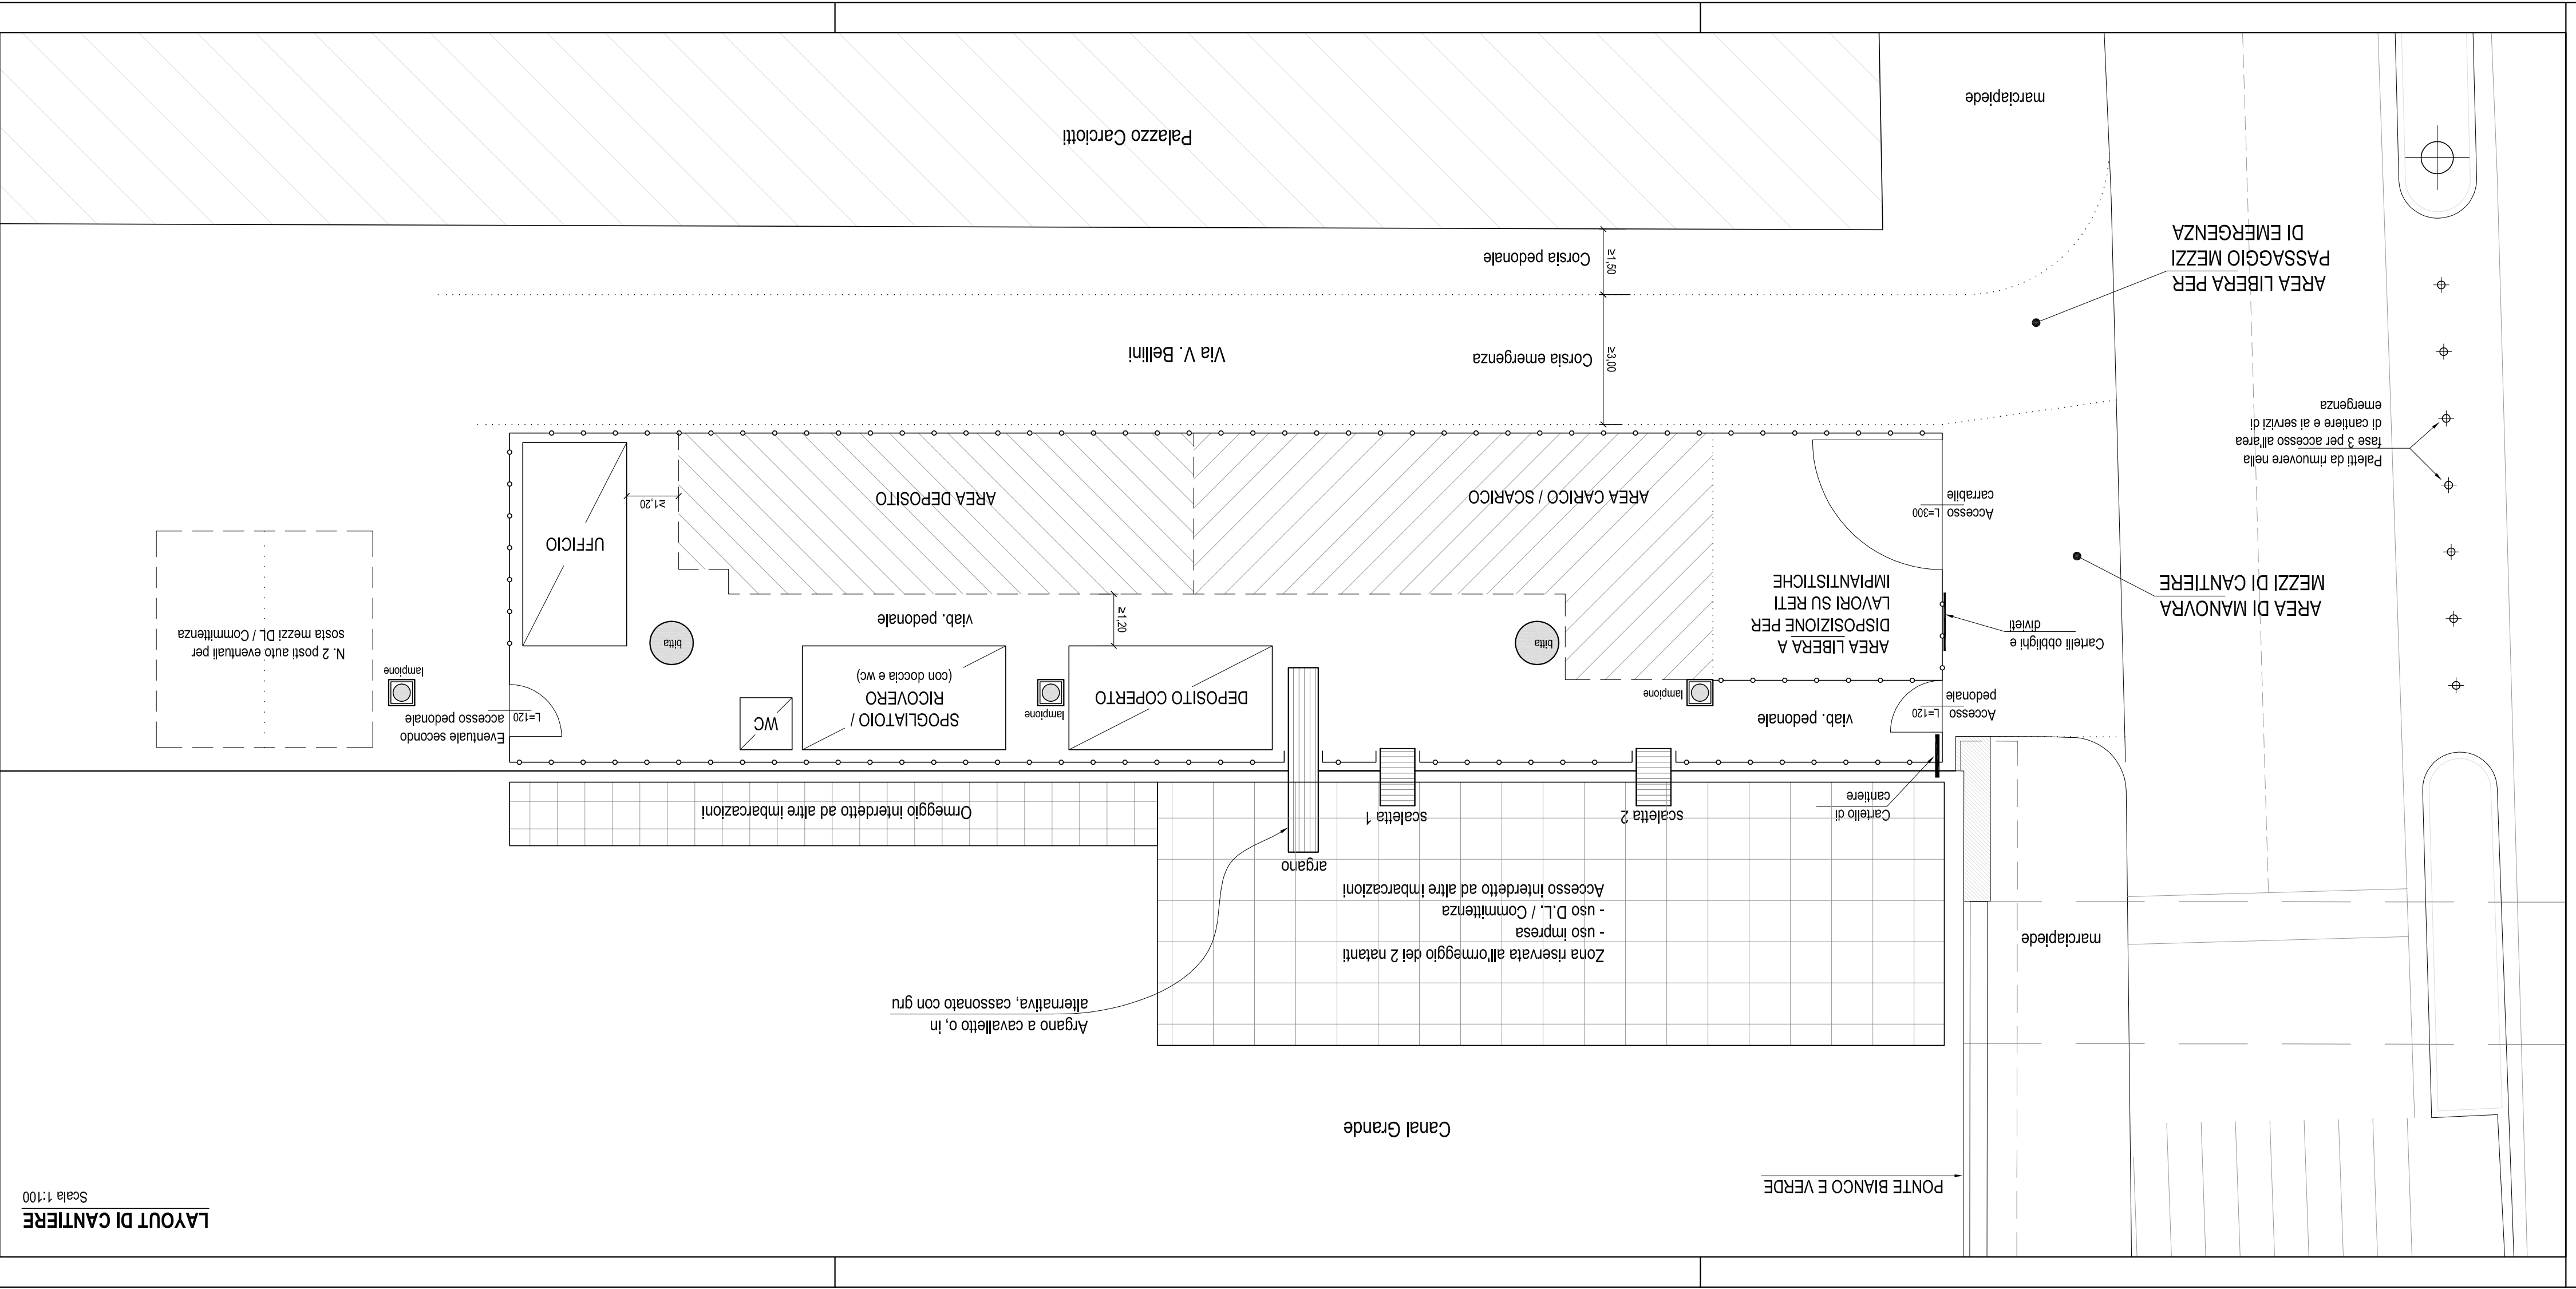 LAYOUT DI CANTIERE
Scala 1:100
PONTE BIANCO E VERDE
Canal Grande
Argano a cavalletto o, in
alternativa, cassonato con gru
Zona riservata all'ormeggio dei 2 natanti
- uso impresa
- uso D.L. / Committenza
Accesso interdetto ad altre imbarcazioni
marciapiede
argano
scaletta 2
scaletta 1
Cartello di
cantiere
Ormeggio interdetto ad altre imbarcazioni
Eventuale secondo
accesso pedonale
L=120
Accesso
pedonale
L=120
viab. pedonale
lampione
SPOGLIATOIO /
RICOVERO
(con doccia e wc)
WC
DEPOSITO COPERTO
lampione
lampione
bitta
bitta
N. 2 posti auto eventuali per
sosta mezzi DL / Committenza
AREA LIBERA A
DISPOSIZIONE PER
LAVORI SU RETI
IMPIANTISTICHE
Cartelli obblighi e
divieti
AREA DI MANOVRA
MEZZI DI CANTIERE
viab. pedonale
≥1,20
UFFICIO
≥1,20
AREA DEPOSITO
AREA CARICO / SCARICO
Accesso
carrabile
L=300
Paletti da rimuovere nella
fase 3 per accesso all'area
di cantiere e ai servizi di
emergenza
Via V. Bellini
Corsia emergenza
≥3,00
AREA LIBERA PER
PASSAGGIO MEZZI
DI EMERGENZA
Corsia pedonale
≥1,50
Palazzo Carciotti
marciapiede